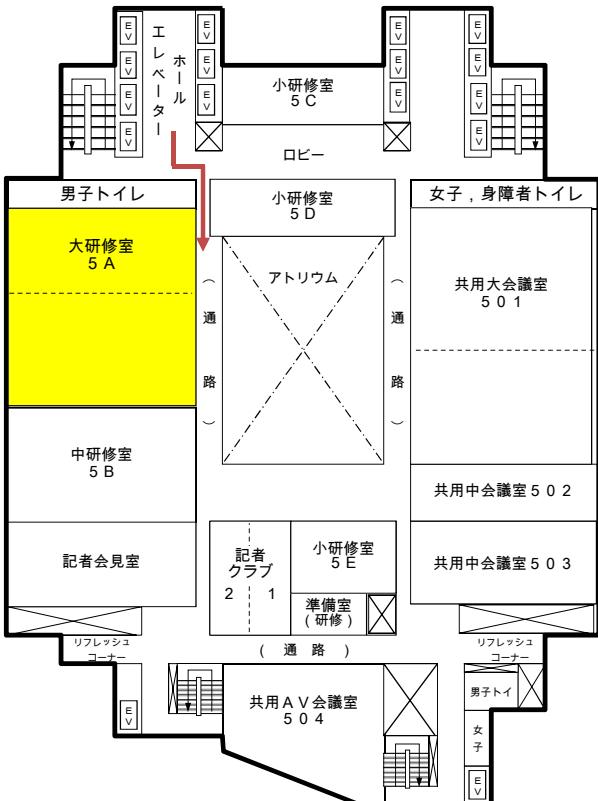 EV
EV
EV
EV
エレベーター
ホール
EV
EV
EV
EV
EV
EV
EV
EV
EV
EV
EV
小研修室
５Ｃ
ロビー
男子トイレ
小研修室
５Ｄ
女子，身障者トイレ
大研修室
５Ａ
アトリウム
共用大会議室
５０１
（通路）
（通路）
中研修室
５Ｂ
共用中会議室５０２
記者会見室
記者
クラブ
２ １
小研修室
５Ｅ
共用中会議室５０３
準備室
(研修)
リフレッシュ
コーナー
(通路)
リフレッシュ
コーナー
共用ＡＶ会議室
５０４
男子トイ
女子
EV
EV